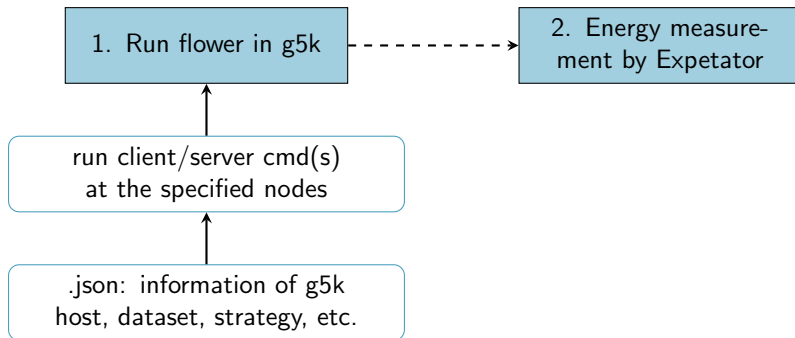 1. Run flower in g5k
2. Energy measure-
ment by Expetator
run client/server cmd(s)
at the specified nodes
.json: information of g5k
host, dataset, strategy, etc.